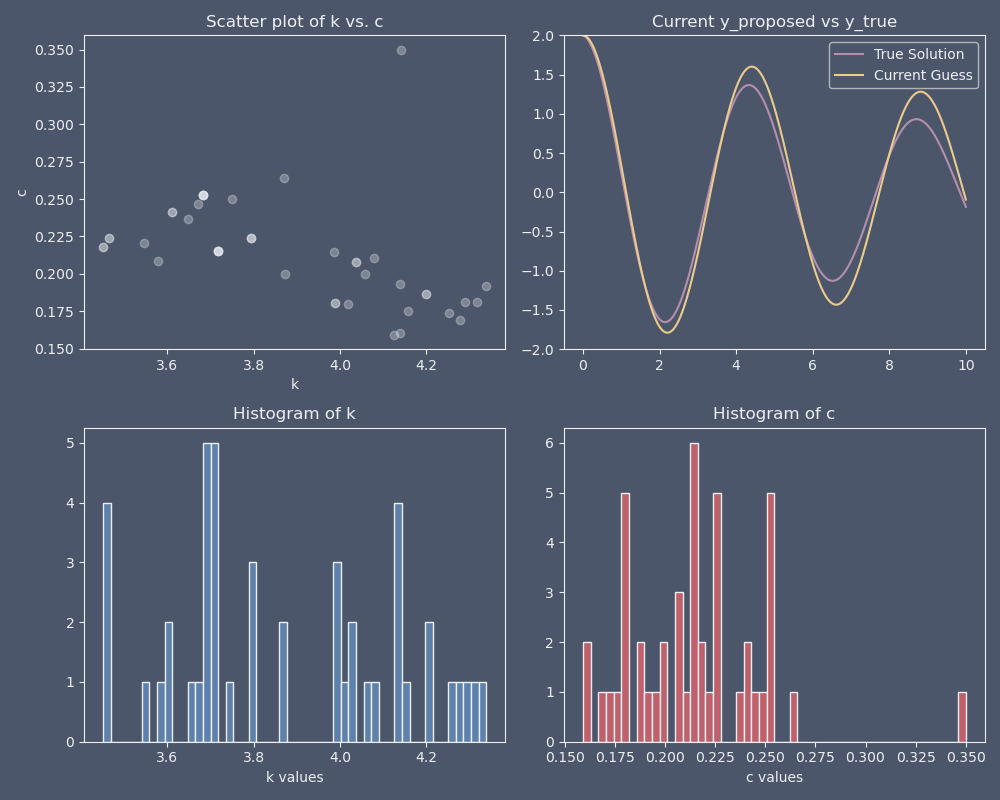 Scatter plot of k vs. c
0.350
0.325
0.300
0.275
0.250
0.225
0.200
0.175
0.150
c
3.6 3.8 4.0 4.2
k
Current y_proposed vs y_true
True Solution
Current Guess
2.0
1.5
1.0
0.5
0.0
−0.5
−1.0
−1.5
−2.0
0 2 4 6 8 10
Histogram of k
5
4
3
2
1
0
3.6 3.8 4.0 4.2
k values
Histogram of c
6
5
4
3
2
1
0
0.150 0.175 0.200 0.225 0.250 0.275 0.300 0.325 0.350
c values